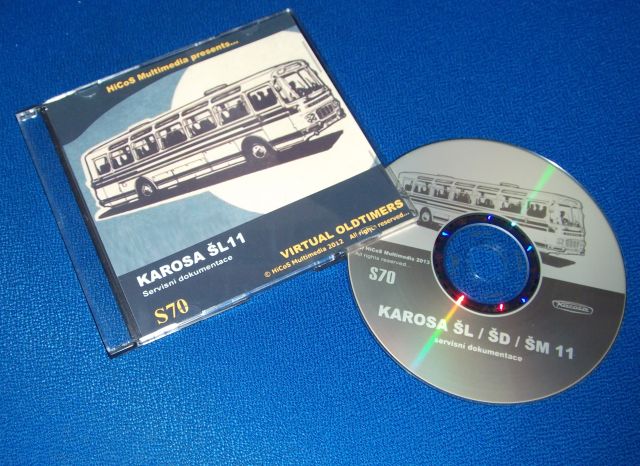 HiCoS Multimedia presents...
KAROSA ŠL11
Servisní dokumentace
VIRTUAL OLDTIMERS
© HiCoS Multimedia 2012 All rights reserved...
S70
HiCoS Multimedia 2013
All rights reserved...
S70
KAROSA ŠL / ŠD / ŠM 11
servisní dokumentace